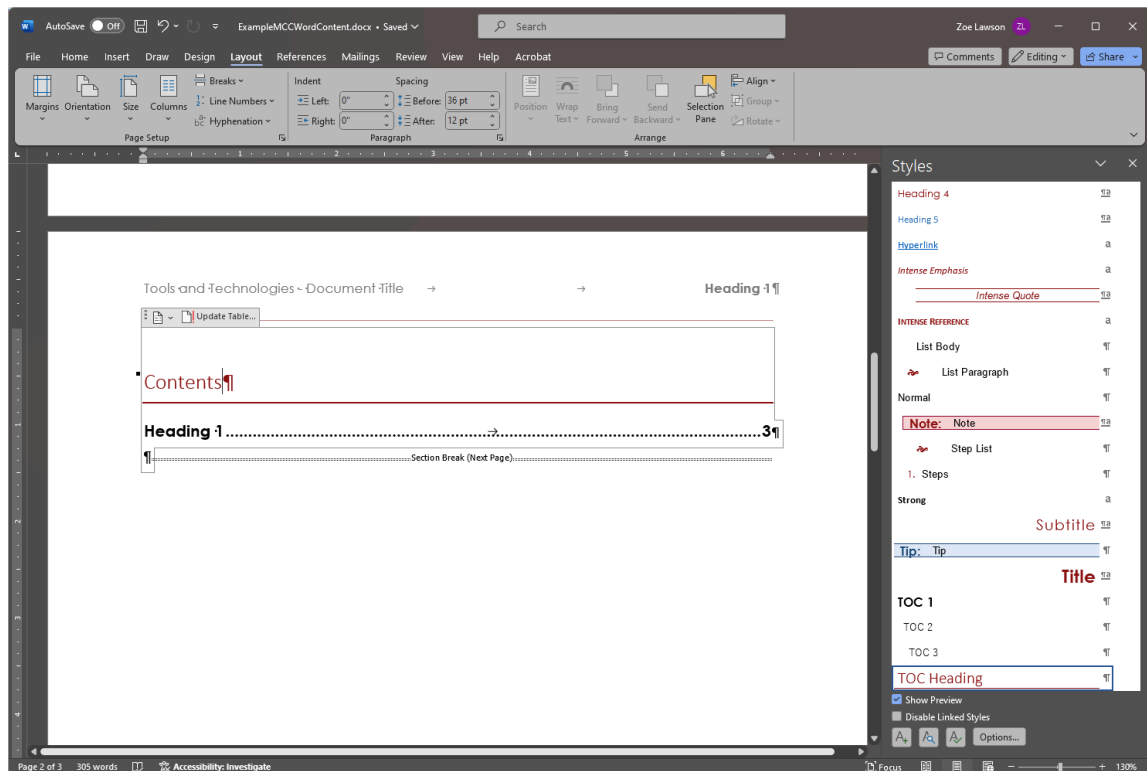 AutoSave Off ExampleMCCWordContent.docx • Saved Search Zoe Lawson ZL
File Home Insert Draw Design Layout References Mailings Review View Help Acrobat Comments Editing Share
Margins Orientation Size Columns Breaks Line Numbers Hyphenation
Page Setup
Indent Spacing
Left: 0" Before: 36 pt
Right: 0" After: 12 pt
Paragraph
Position Wrap Text Bring Forward Send Backward Selection Pane Align Group Rotate
Arrange
Tools and Technologies - Document Title → → Heading 1¶
Update Table...
Contents¶
Heading 1 → 3¶
¶ Section Break (Next Page)
Styles
Heading 4 ¶a
Heading 5 ¶a
Hyperlink a
Intense Emphasis a
Intense Quote ¶a
INTENSE REFERENCE a
List Body ¶
List Paragraph ¶
Normal ¶
Note: Note ¶a
Step List ¶
1. Steps ¶
Strong a
Subtitle ¶a
Tip: Tip ¶
Title ¶a
TOC 1 ¶
TOC 2 ¶
TOC 3 ¶
TOC Heading ¶
Show Preview
Disable Linked Styles
Options...
Page 2 of 3 305 words Accessibility: Investigate Focus 130%